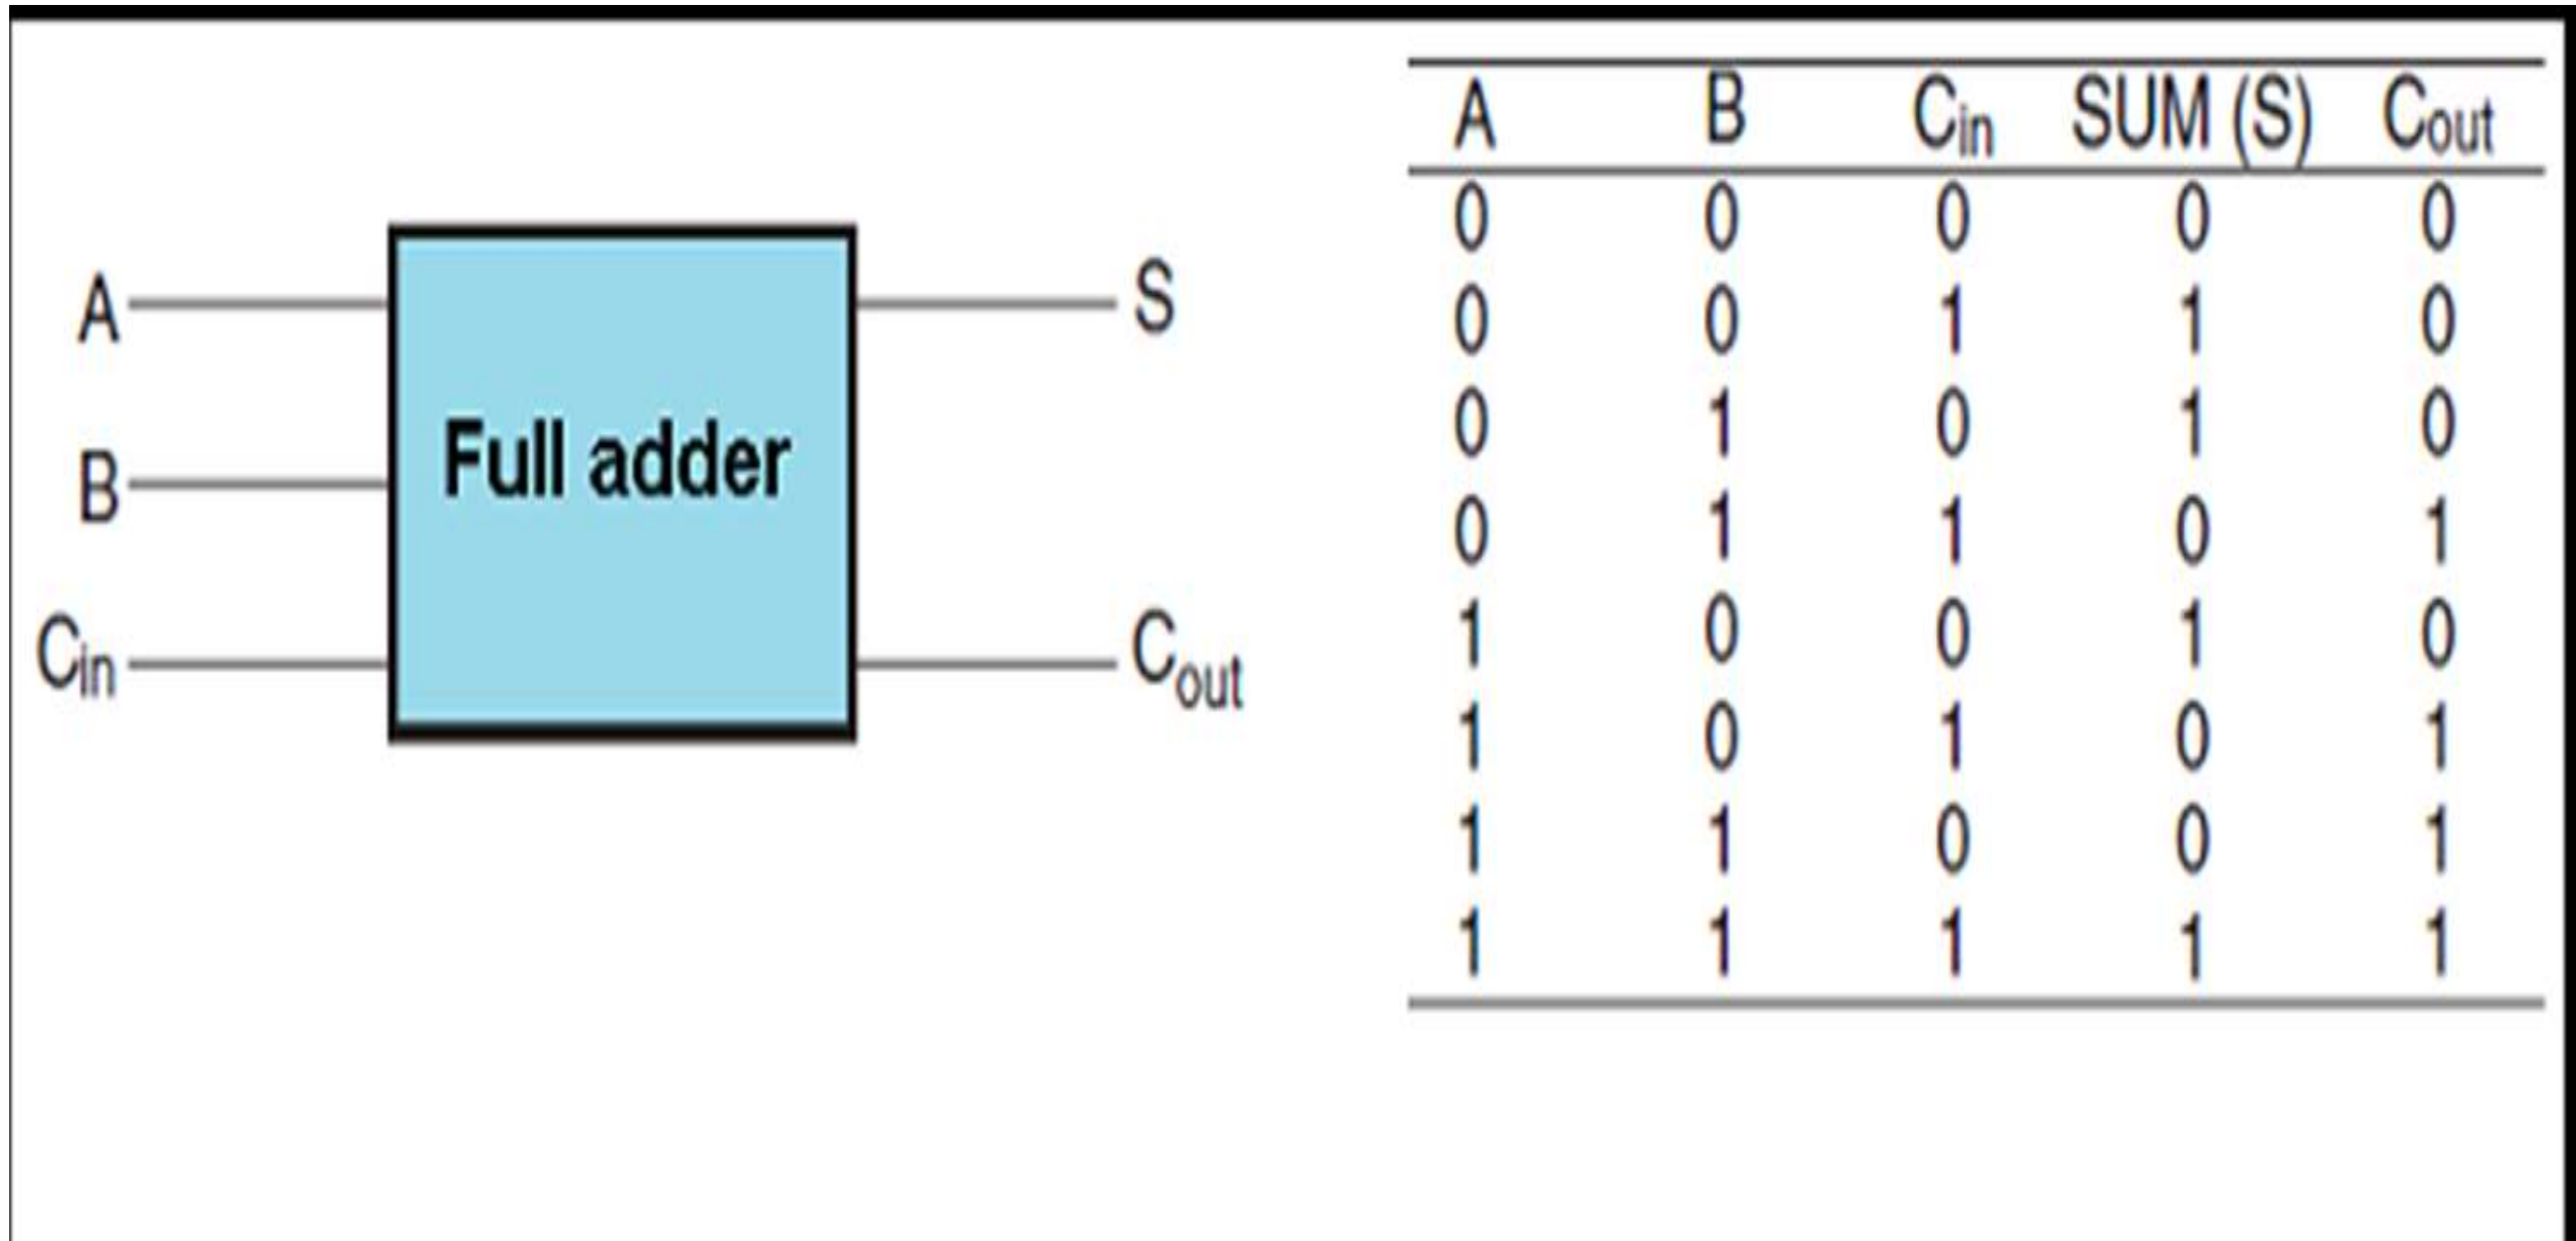 A
B
Cin
Full adder
S
Cout
A B Cin SUM (S) Cout
0 0 0 0 0
0 0 1 1 0
0 1 0 1 0
0 1 1 0 1
1 0 0 1 0
1 0 1 0 1
1 1 0 0 1
1 1 1 1 1